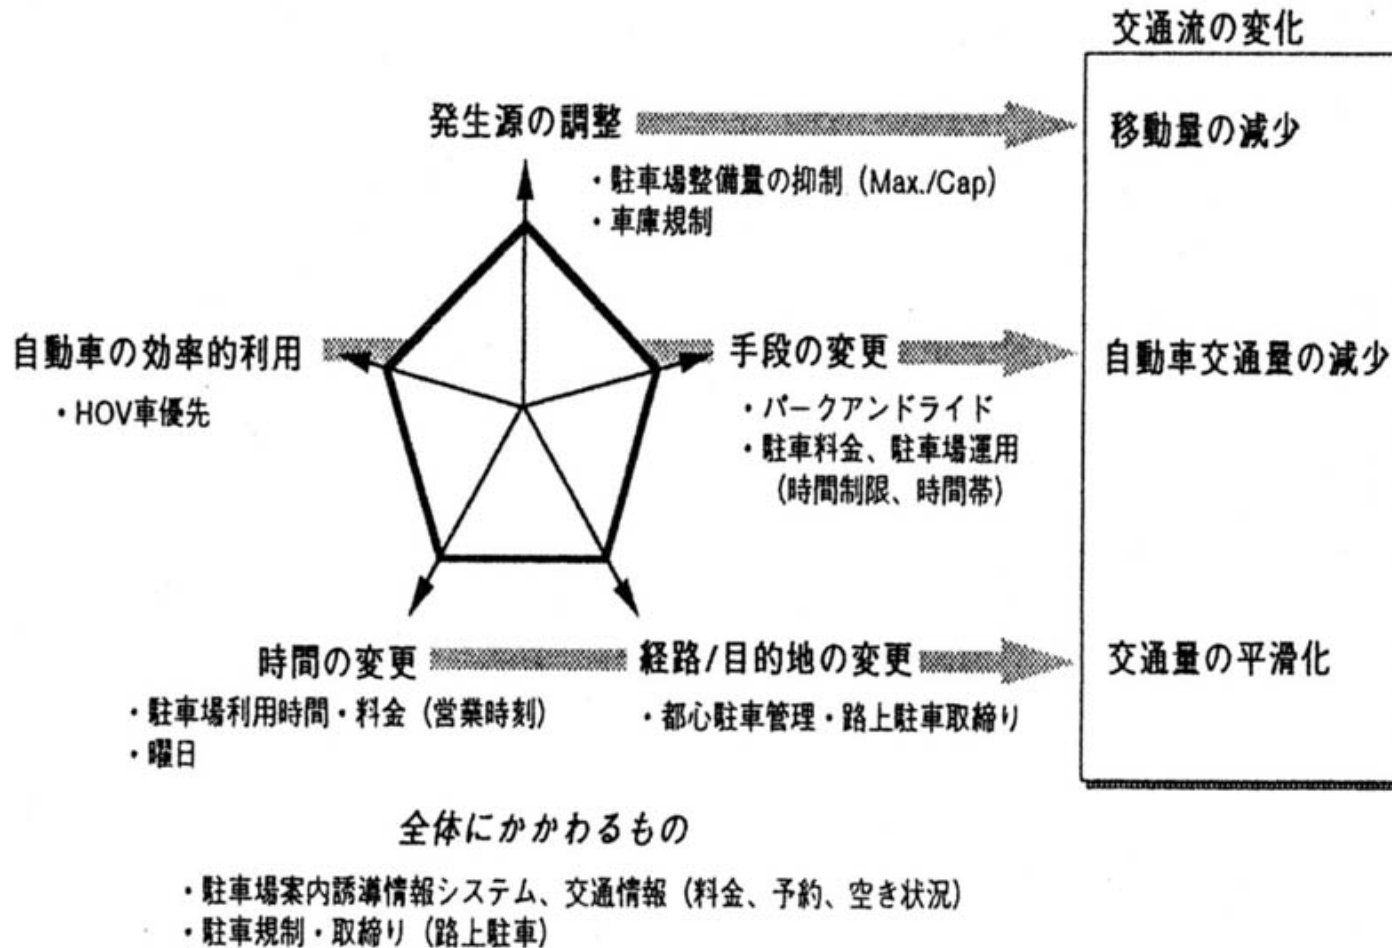 交通流の変化
発生源の調整
移動量の減少
・駐車場整備量の抑制（Max./Cap）
・車庫規制
自動車の効率的利用
手段の変更
自動車交通量の減少
・HOV車優先
・パークアンドライド
・駐車料金、駐車場運用
（時間制限、時間帯）
時間の変更
経路/目的地の変更
交通量の平滑化
・駐車場利用時間・料金（営業時刻）
・都心駐車管理・路上駐車取締り
・曜日
全体にかかわるもの
・駐車場案内誘導情報システム、交通情報（料金、予約、空き状況）
・駐車規制・取締り（路上駐車）